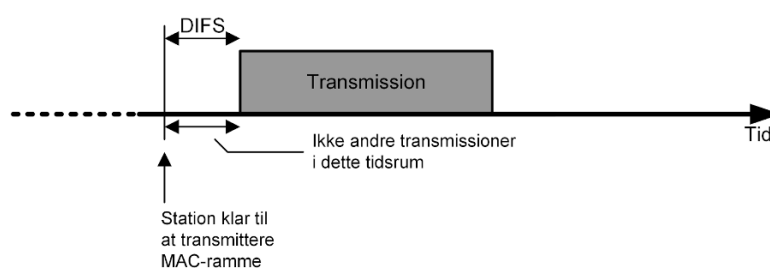 DIFS
Transmission
Tid
Ikke andre transmissioner
i dette tidsrum
Station klar til
at transmittere
MAC-ramme